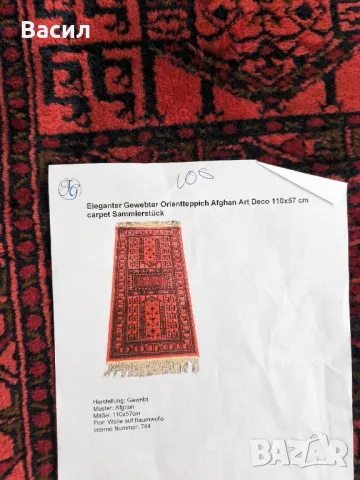 Васил
JG
100
Eleganter Gewebter Orientteppich Afghan Art Deco 110x57 cm
carpet Sammlerstück
Herstellung: Gewebt
Muster: Afghan
Maße: 110x57cm
Flor: Wolle auf Baumwolle
interne Nummer: 784
BAZAR